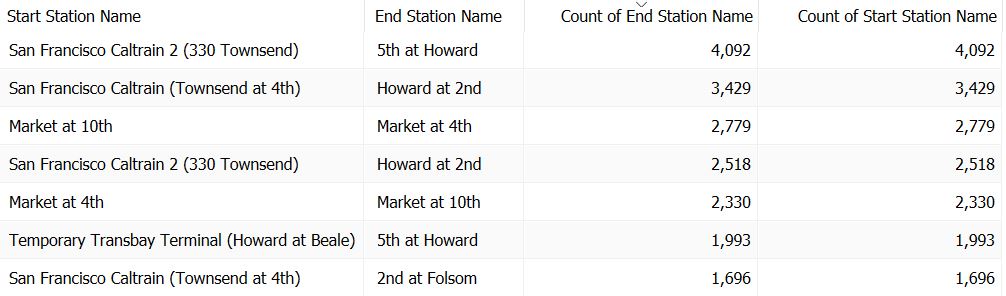 Start Station Name End Station Name Count of End Station Name Count of Start Station Name
San Francisco Caltrain 2 (330 Townsend) 5th at Howard 4,092 4,092
San Francisco Caltrain (Townsend at 4th) Howard at 2nd 3,429 3,429
Market at 10th Market at 4th 2,779 2,779
San Francisco Caltrain 2 (330 Townsend) Howard at 2nd 2,518 2,518
Market at 4th Market at 10th 2,330 2,330
Temporary Transbay Terminal (Howard at Beale) 5th at Howard 1,993 1,993
San Francisco Caltrain (Townsend at 4th) 2nd at Folsom 1,696 1,696